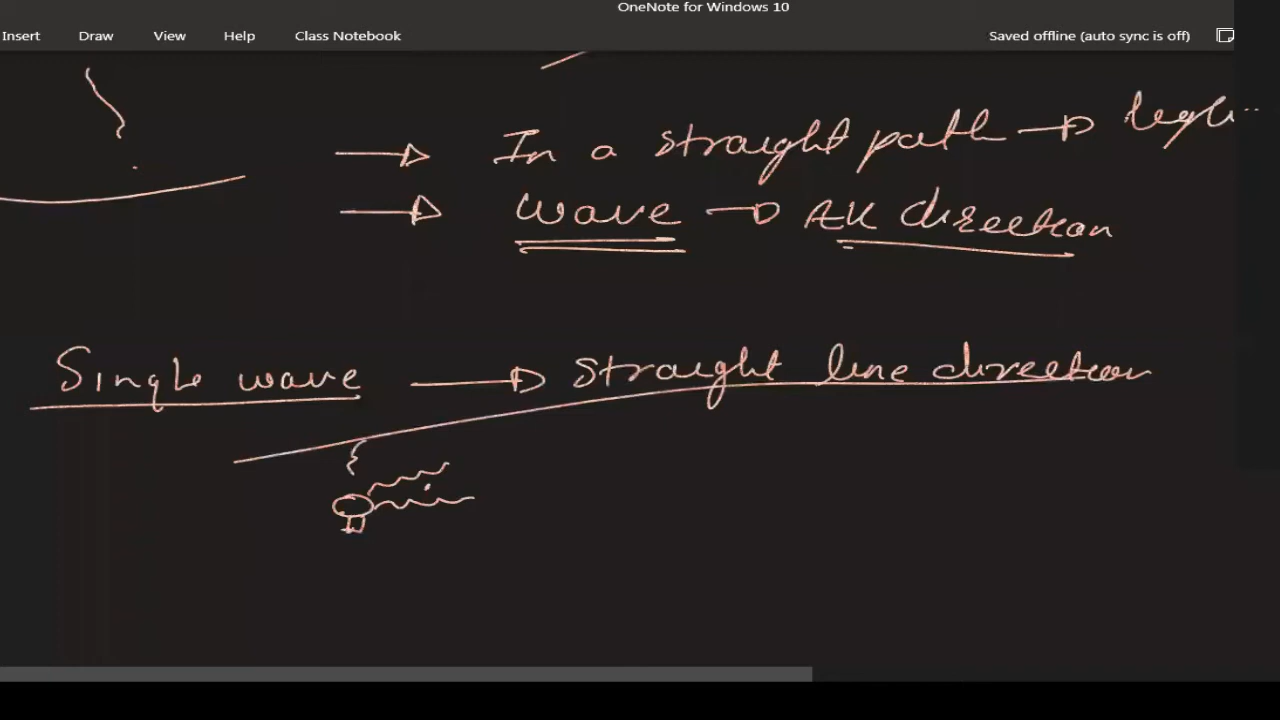 OneNote for Windows 10
Insert Draw View Help Class Notebook Saved offline (auto sync is off)
In a straight path →
wave → direction
Single wave → straight line direction